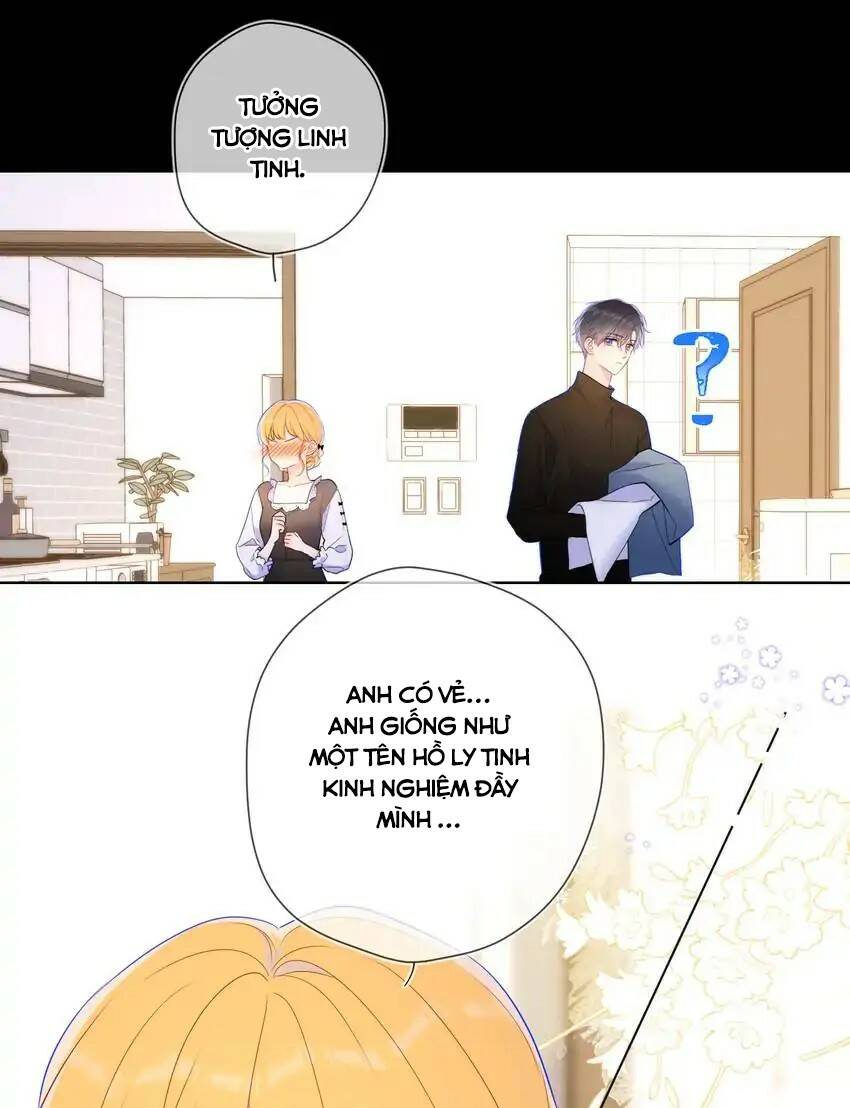 TƯỞNG
TƯỢNG LINH
TINH.
?
ANH CÓ VẺ...
ANH GIỐNG NHƯ
MỘT TÊN HỒ LY TINH
KINH NGHIỆM ĐẦY
MÌNH ...